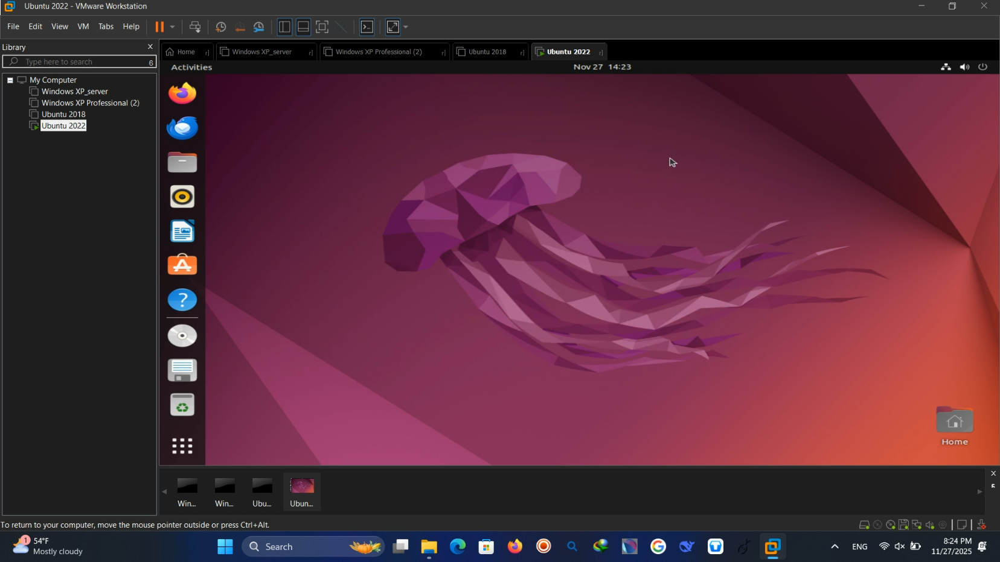 Ubuntu 2022 - VMware Workstation
File Edit View VM Tabs Help
Library
Type here to search
My Computer
Windows XP_server
Windows XP Professional (2)
Ubuntu 2018
Ubuntu 2022
Home
Windows XP_server
Windows XP Professional (2)
Ubuntu 2018
Ubuntu 2022
Activities
Nov 27 14:23
Home
Win...
Win...
Ubu...
Ubun...
To return to your computer, move the mouse pointer outside or press Ctrl+Alt.
1
54°F
Mostly cloudy
Search
ENG
8:24 PM
11/27/2025